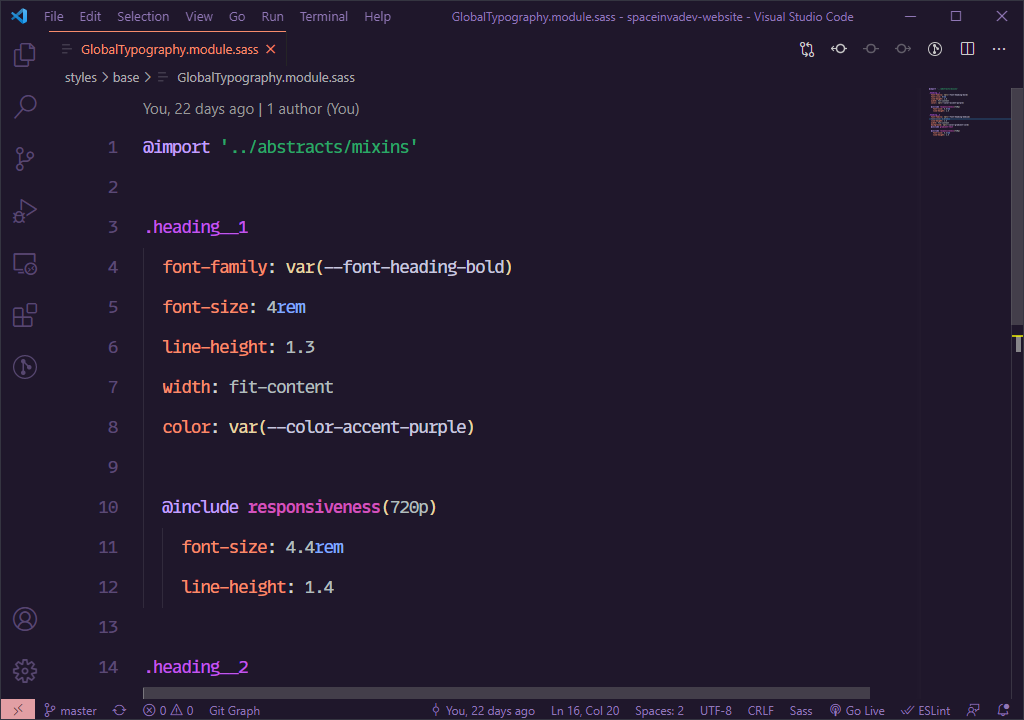 File Edit Selection View Go Run Terminal Help GlobalTypography.module.sass - spaceinvadev-website - Visual Studio Code
GlobalTypography.module.sass
styles > base > GlobalTypography.module.sass
You, 22 days ago | 1 author (You)
1 @import '../abstracts/mixins'
2
3 .heading__1
4 font-family: var(--font-heading-bold)
5 font-size: 4rem
6 line-height: 1.3
7 width: fit-content
8 color: var(--color-accent-purple)
9
10 @include responsiveness(720p)
11 font-size: 4.4rem
12 line-height: 1.4
13
14 .heading__2
master 0 0 Git Graph You, 22 days ago Ln 16, Col 20 Spaces: 2 UTF-8 CRLF Sass Go Live ESLint